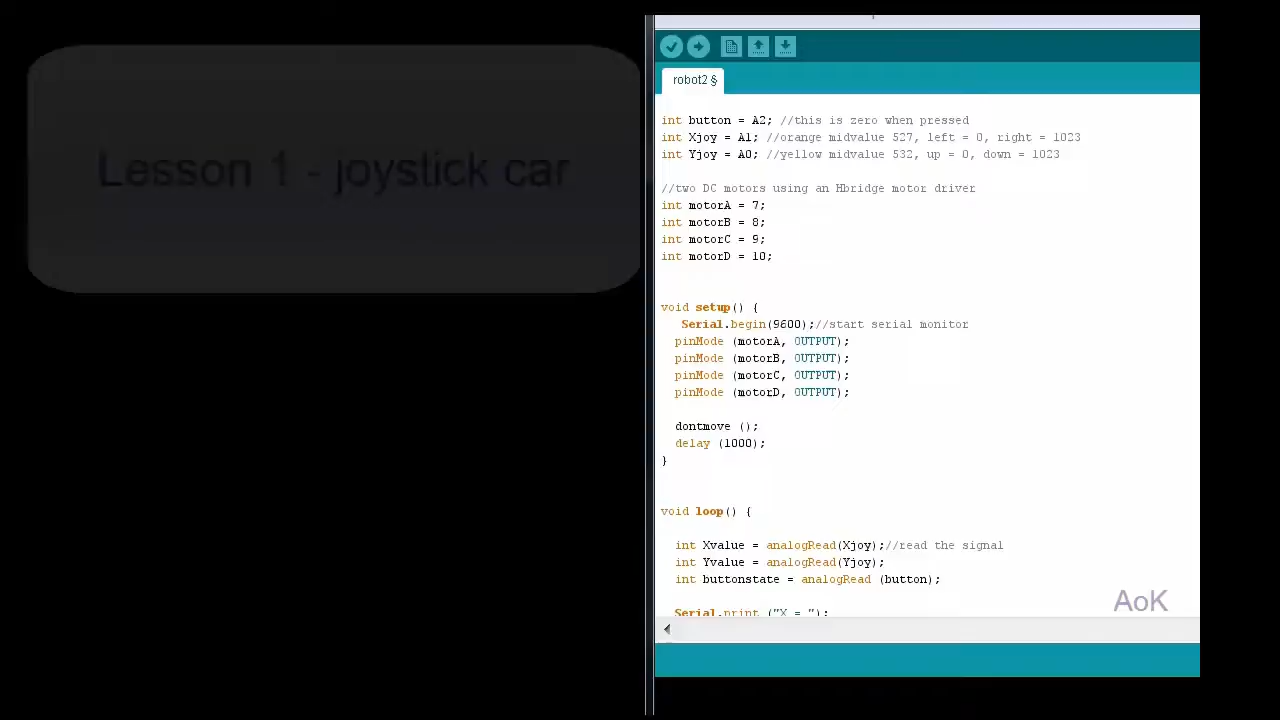 Lesson 1 - joystick car
robot2 §
int button = A2; //this is zero when pressed
int Xjoy = A1; //orange midvalue 527, left = 0, right = 1023
int Yjoy = A0; //yellow midvalue 532, up = 0, down = 1023
//two DC motors using an Hbridge motor driver
int motorA = 7;
int motorB = 8;
int motorC = 9;
int motorD = 10;
void setup() {
Serial.begin(9600);//start serial monitor
pinMode (motorA, OUTPUT);
pinMode (motorB, OUTPUT);
pinMode (motorC, OUTPUT);
pinMode (motorD, OUTPUT);
dontmove ();
delay (1000);
}
void loop() {
int Xvalue = analogRead(Xjoy);//read the signal
int Yvalue = analogRead(Yjoy);
int buttonstate = analogRead (button);
Serial.print ("X = ");
AoK